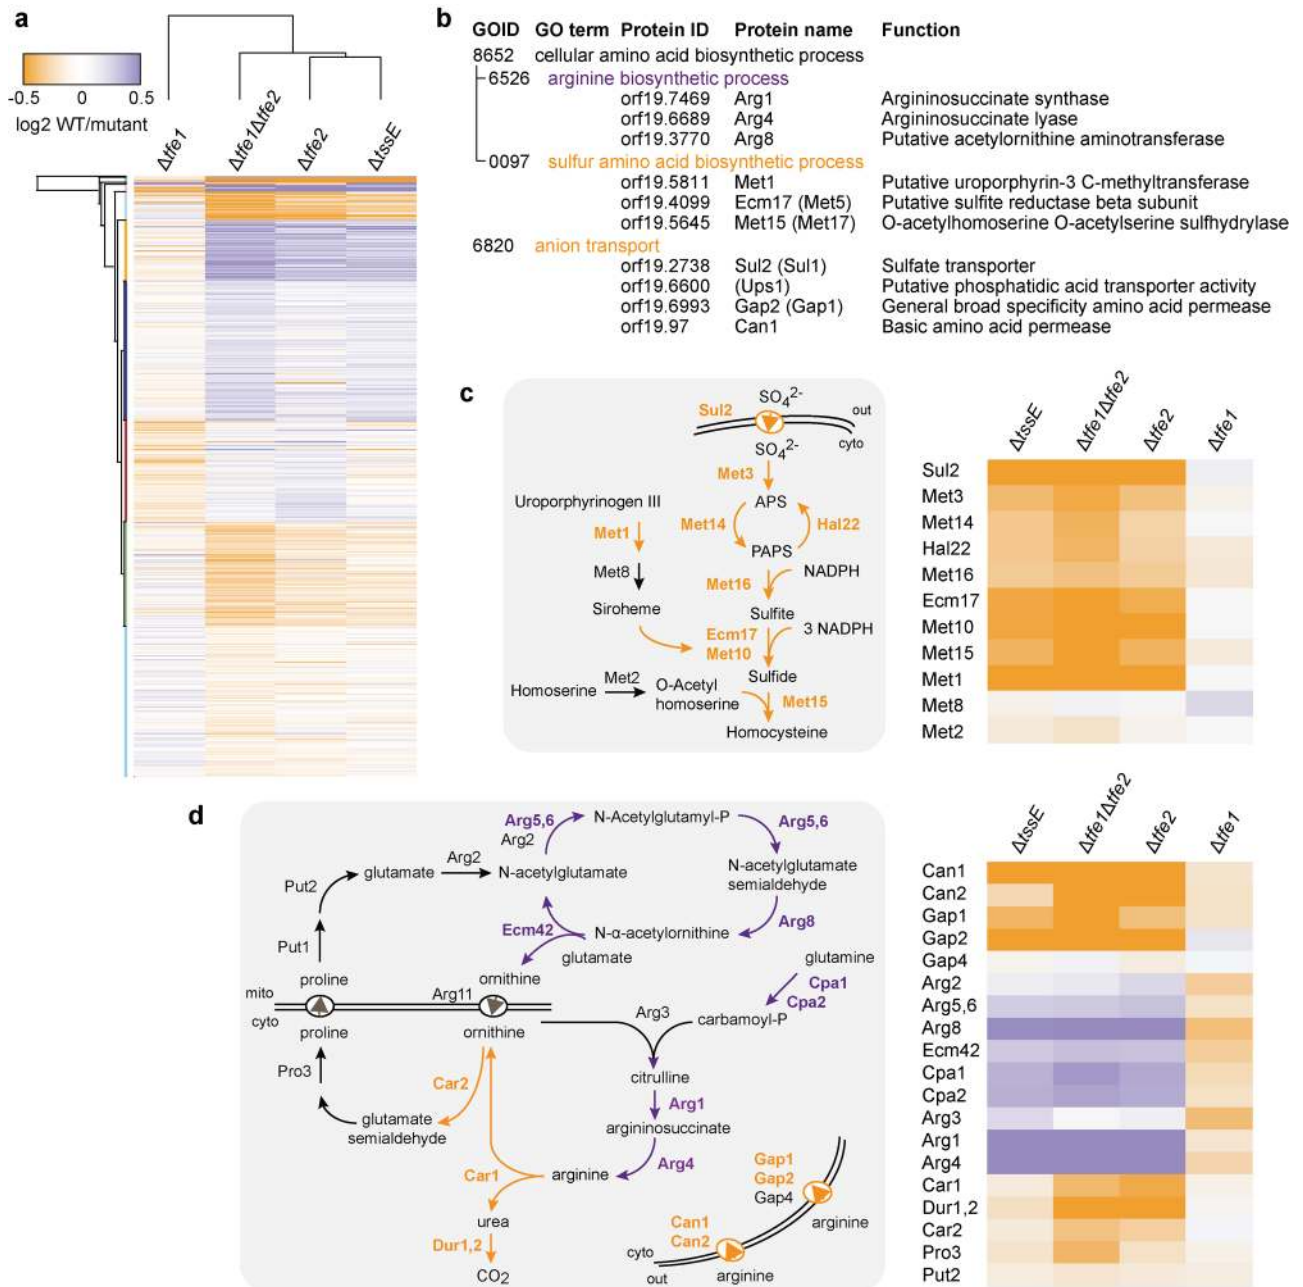 a
-0.5 0 0.5
log2 WT/mutant
Δtfe1
Δtfe1Δtfe2
Δtfe2
ΔtssE
b
GOID GO term Protein ID Protein name Function
8652 cellular amino acid biosynthetic process
6526 arginine biosynthetic process
orf19.7469 Arg1 Argininosuccinate synthase
orf19.6689 Arg4 Argininosuccinate lyase
orf19.3770 Arg8 Putative acetylornithine aminotransferase
0097 sulfur amino acid biosynthetic process
orf19.5811 Met1 Putative uroporphyrin-3 C-methyltransferase
orf19.4099 Ecm17 (Met5) Putative sulfite reductase beta subunit
orf19.5645 Met15 (Met17) O-acetylhomoserine O-acetylserine sulfhydrylase
6820 anion transport
orf19.2738 Sul2 (Sul1) Sulfate transporter
orf19.6600 (Ups1) Putative phosphatidic acid transporter activity
orf19.6993 Gap2 (Gap1) General broad specificity amino acid permease
orf19.97 Can1 Basic amino acid permease
c
SO4 2-
Sul2
out
cyto
SO4 2-
Met3
Uroporphyrinogen III
APS
Met1
Met14
Hal22
Met8
PAPS
NADPH
Met16
Siroheme
Sulfite
Ecm17
3 NADPH
Met10
Met2
Sulfide
Homoserine
O-Acetyl
homoserine
Met15
Homocysteine
ΔtssE
Δtfe1Δtfe2
Δtfe2
Δtfe1
Sul2
Met3
Met14
Hal22
Met16
Ecm17
Met10
Met15
Met1
Met8
Met2
d
Arg5,6
Arg2
N-Acetylglutamyl-P
Arg5,6
Put2
glutamate
Arg2
N-acetylglutamate
N-acetylglutamate
semialdehyde
Put1
Ecm42
N-α-acetylornithine
Arg8
glutamate
proline
ornithine
glutamine
mito
cyto
Arg11
Cpa1
Cpa2
proline
ornithine
Arg3
carbamoyl-P
Pro3
Car2
citrulline
Arg1
glutamate
semialdehyde
argininosuccinate
Car1
arginine
Arg4
Gap1
Gap2
Gap4
urea
arginine
Dur1,2
Can1
Can2
cyto
out
CO2
arginine
ΔtssE
Δtfe1Δtfe2
Δtfe2
Δtfe1
Can1
Can2
Gap1
Gap2
Gap4
Arg2
Arg5,6
Arg8
Ecm42
Cpa1
Cpa2
Arg3
Arg1
Arg4
Car1
Dur1,2
Car2
Pro3
Put2